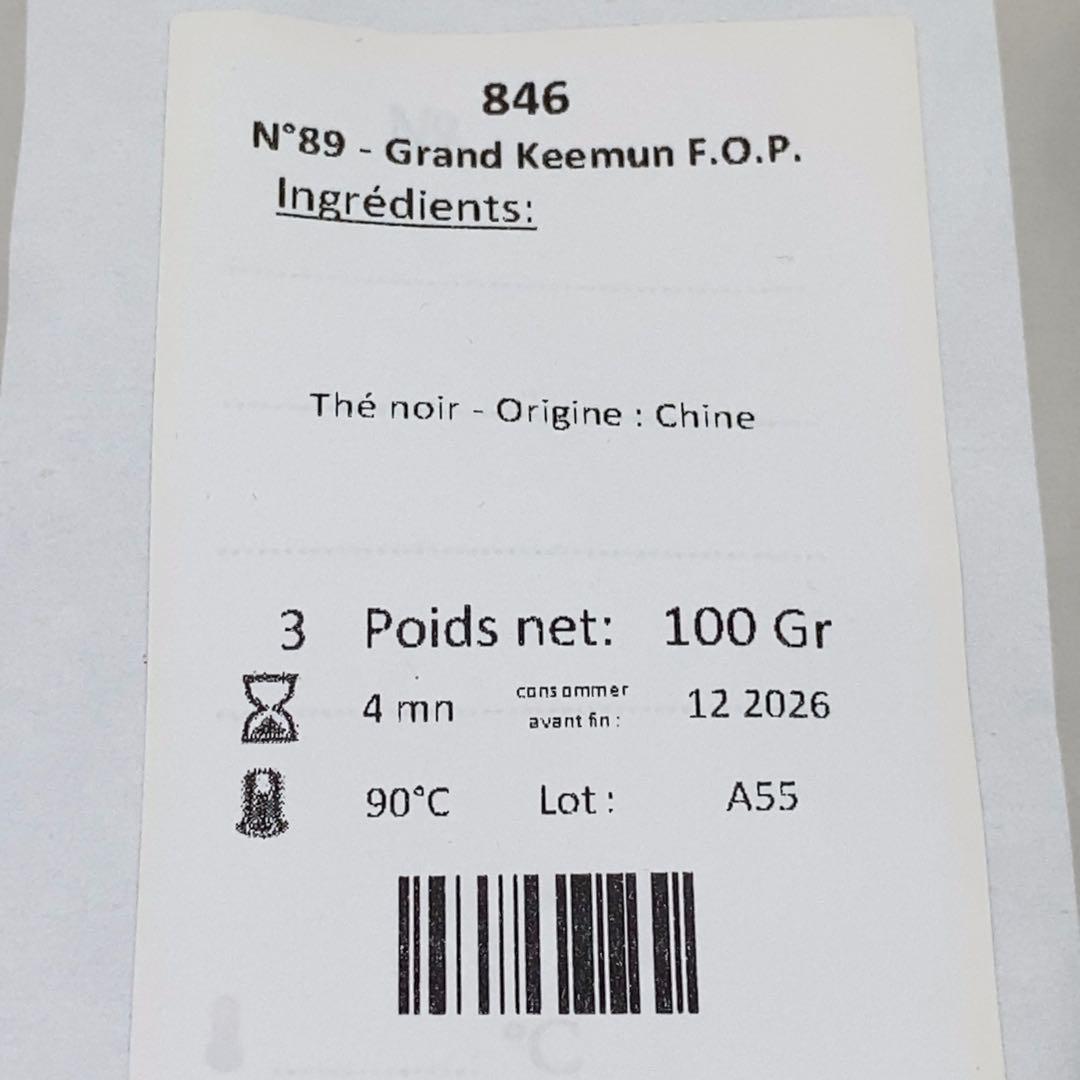 846
N°89 - Grand Keemun F.O.P.
Ingrédients:
Thé noir - Origine : Chine
3 Poids net: 100 Gr
4 mn consommer avant fin : 12 2026
90°C Lot : A55
°C